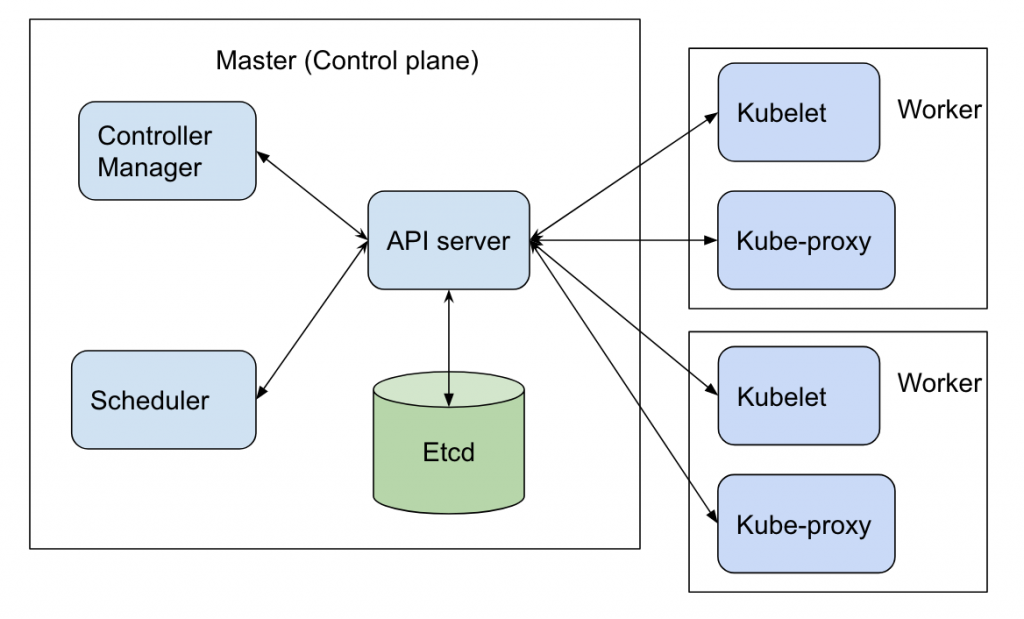 Master (Control plane)
Controller
Manager
API server
Scheduler
Etcd
Kubelet
Worker
Kube-proxy
Kubelet
Worker
Kube-proxy